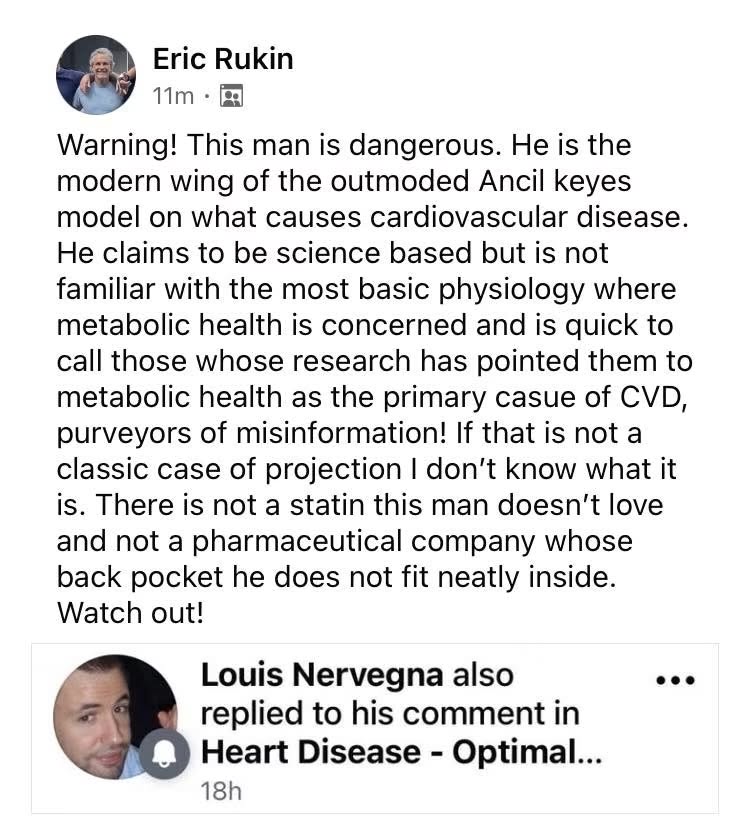 Eric Rukin
11m ·
Warning! This man is dangerous. He is the
modern wing of the outmoded Ancil keyes
model on what causes cardiovascular disease.
He claims to be science based but is not
familiar with the most basic physiology where
metabolic health is concerned and is quick to
call those whose research has pointed them to
metabolic health as the primary casue of CVD,
purveyors of misinformation! If that is not a
classic case of projection I don’t know what it
is. There is not a statin this man doesn’t love
and not a pharmaceutical company whose
back pocket he does not fit neatly inside.
Watch out!
Louis Nervegna also
replied to his comment in
Heart Disease - Optimal...
18h